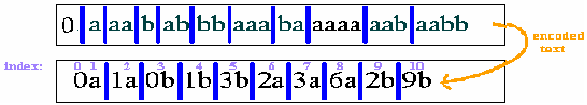 0. a aa b ab bb aaa ba aaaa aab aabb
encoded
text
index: 0 1 2 3 4 5 6 7 8 9 10
0a 1a 0b 1b 3b 2a 3a 6a 2b 9b